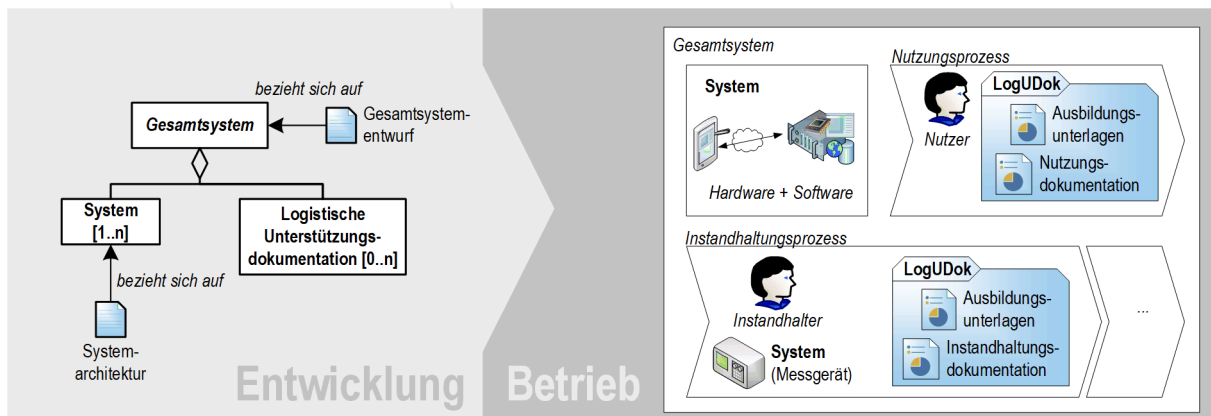 bezieht sich auf
Gesamtsystem
Gesamtsystem-
entwurf
System
[1..n]
Logistische
Unterstützungs-
dokumentation [0..n]
bezieht sich auf
System-
architektur
Entwicklung
Betrieb
Gesamtsystem
System
Hardware + Software
Nutzungsprozess
Nutzer
LogUDok
Ausbildungs-
unterlagen
Nutzungs-
dokumentation
Instandhaltungsprozess
Instandhalter
System
(Messgerät)
LogUDok
Ausbildungs-
unterlagen
Instandhaltungs-
dokumentation
...